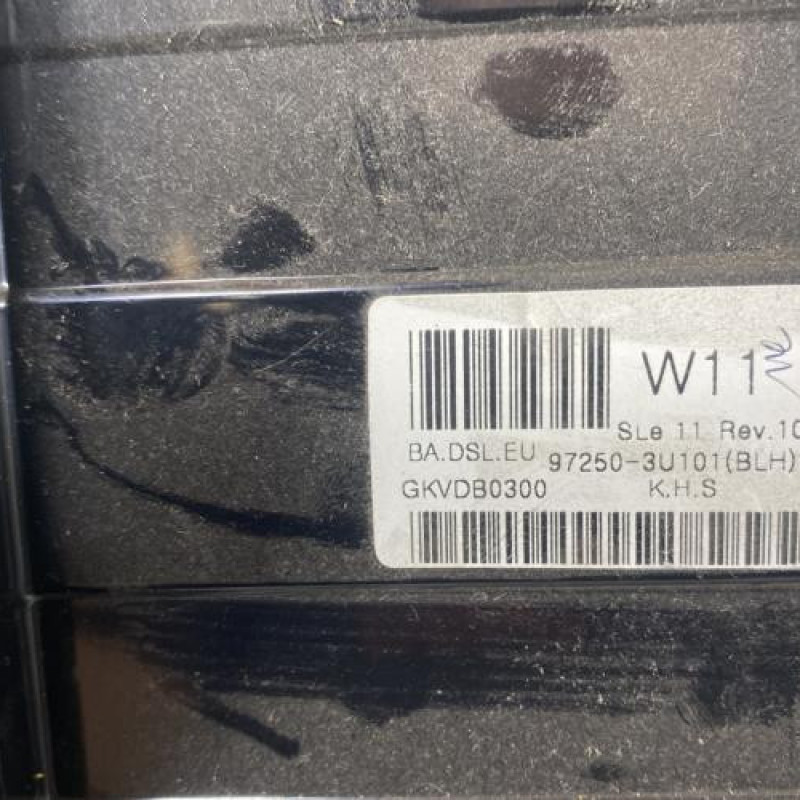 W11
SLe 11 Rev.10
BA.DSL.EU 97250-3U101(BLH)
GKVDB0300 K.H.S